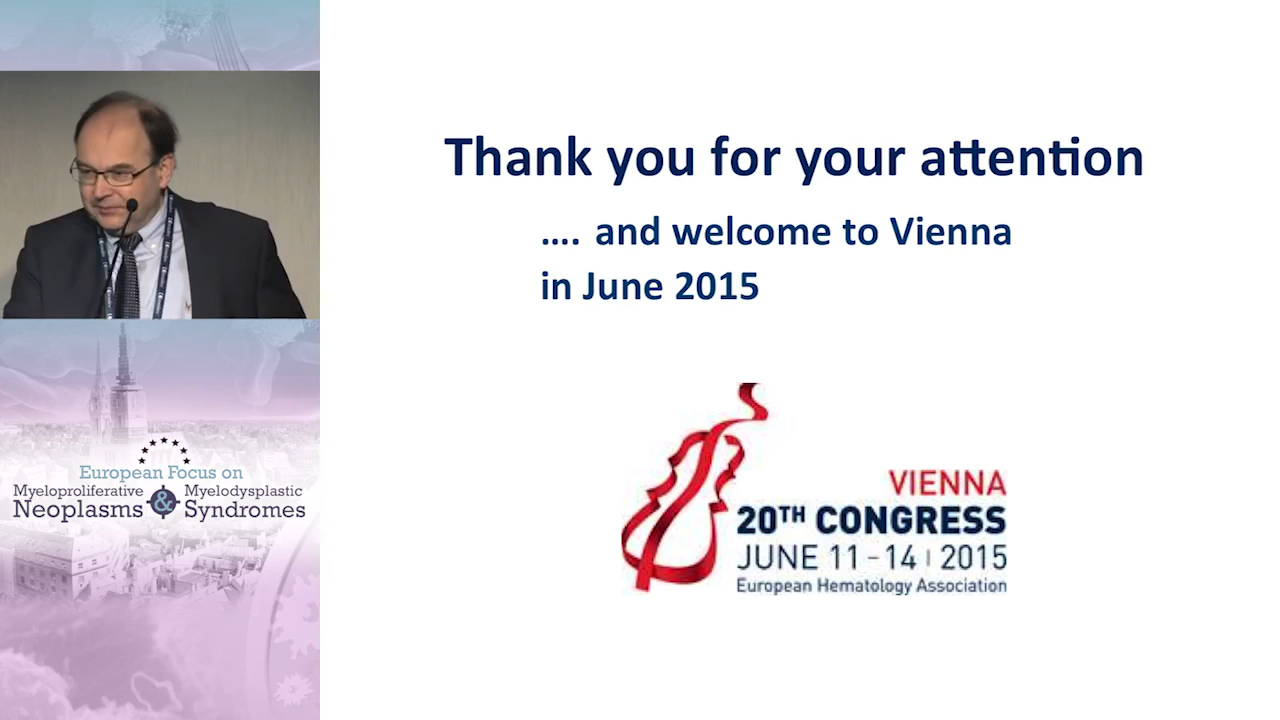 Thank you for your attention
…. and welcome to Vienna
in June 2015
VIENNA
20TH CONGRESS
JUNE 11 - 14 | 2015
European Hematology Association
European Focus on
Myeloproliferative Neoplasms & Myelodysplastic Syndromes